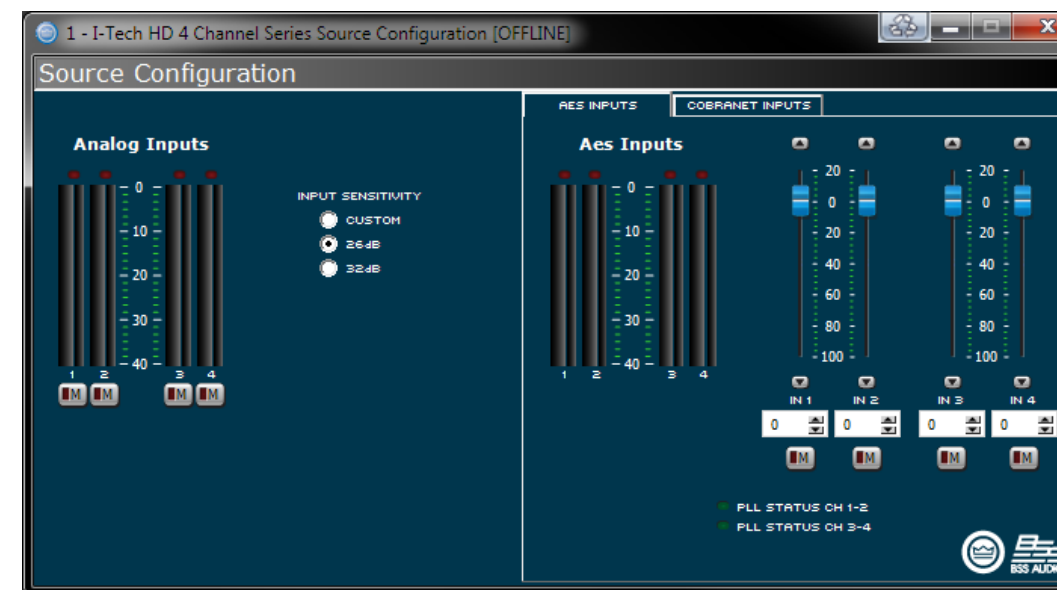 1 - I-Tech HD 4 Channel Series Source Configuration [OFFLINE]
X
Source Configuration
AES INPUTS COBRANET INPUTS
Analog Inputs
0
10
20
30
40
1 2 3 4
M M M M
INPUT SENSITIVITY
CUSTOM
26dB
32dB
Aes Inputs
0
10
20
30
40
1 2 3 4
20 20
0 0
20 20
40 40
60 60
80 80
100 100
IN 1 IN 2 IN 3 IN 4
0 0 0 0
M M M M
PLL STATUS CH 1-2
PLL STATUS CH 3-4
BSS AUDIO